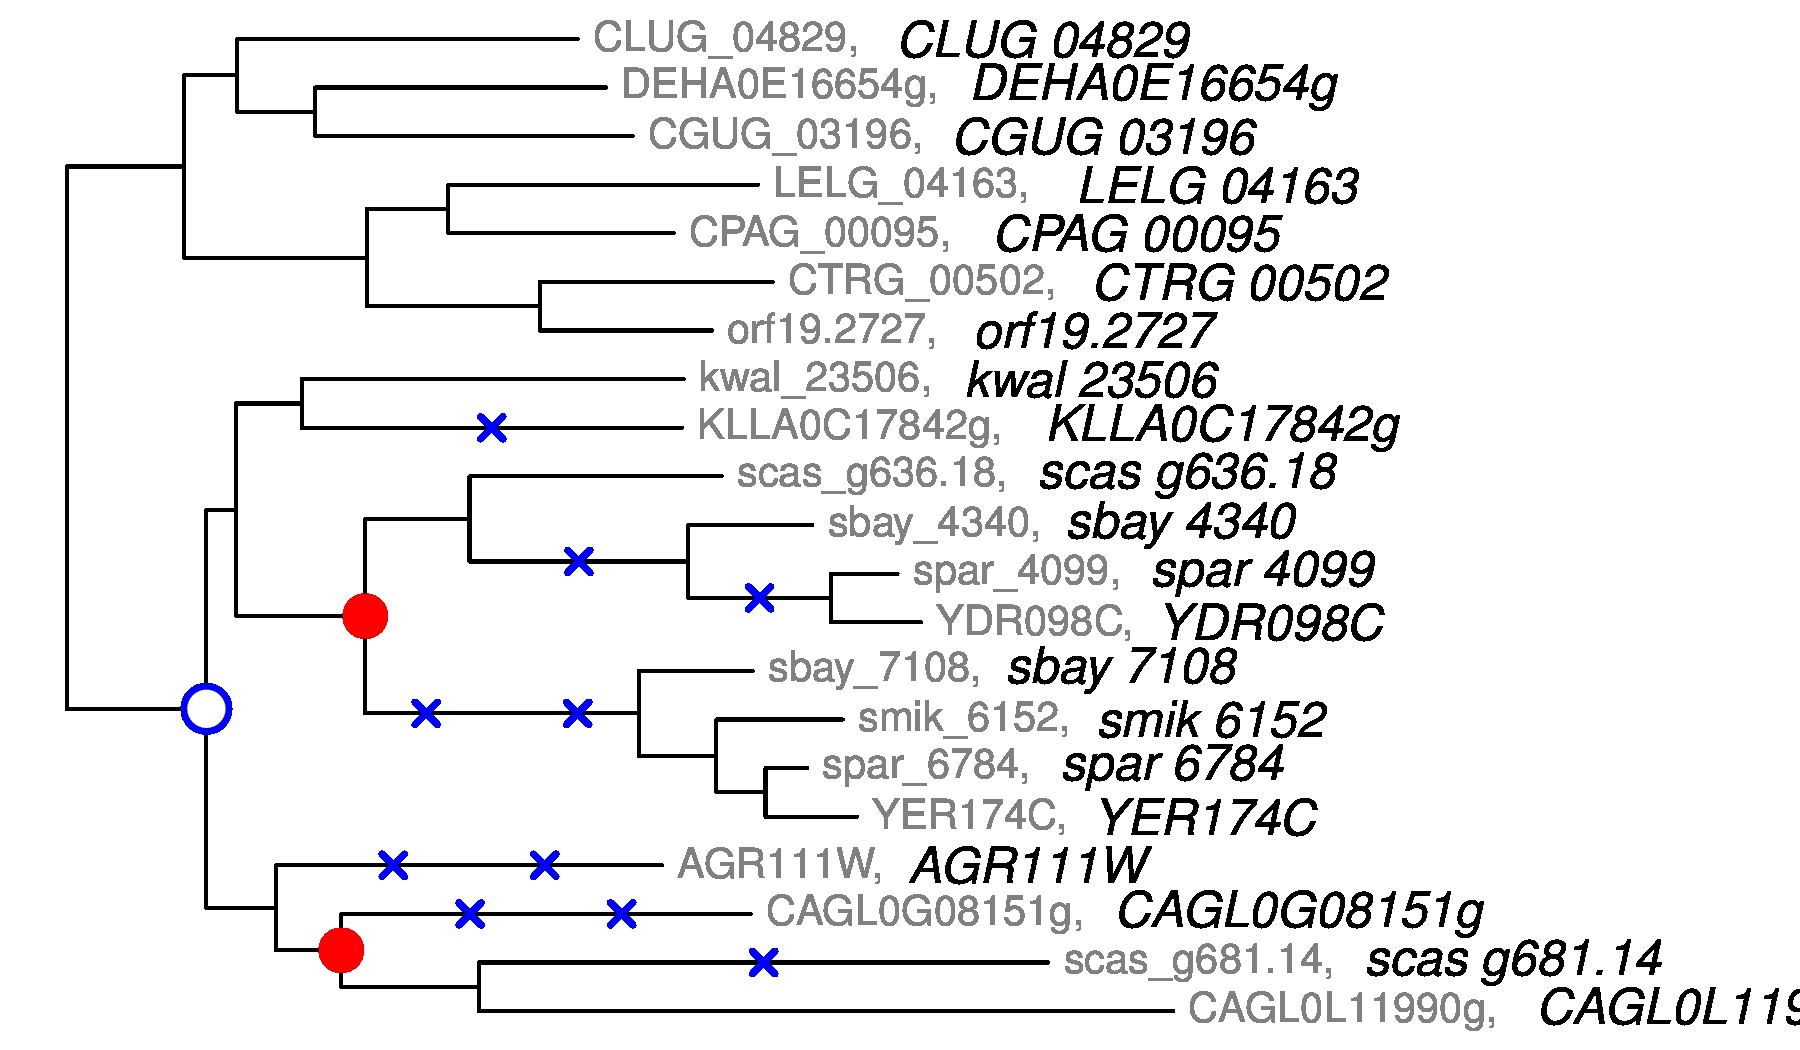 CLUG_04829, CLUG 04829
DEHA0E16654g, DEHA0E16654g
CGUG_03196, CGUG 03196
LELG_04163, LELG 04163
CPAG_00095, CPAG 00095
CTRG_00502, CTRG 00502
orf19.2727, orf19.2727
kwal_23506, kwal 23506
KLLA0C17842g, KLLA0C17842g
scas_g636.18, scas g636.18
sbay_4340, sbay 4340
spar_4099, spar 4099
YDR098C, YDR098C
sbay_7108, sbay 7108
smik_6152, smik 6152
spar_6784, spar 6784
YER174C, YER174C
AGR111W, AGR111W
CAGL0G08151g, CAGL0G08151g
scas_g681.14, scas g681.14
CAGL0L11990g, CAGL0L119